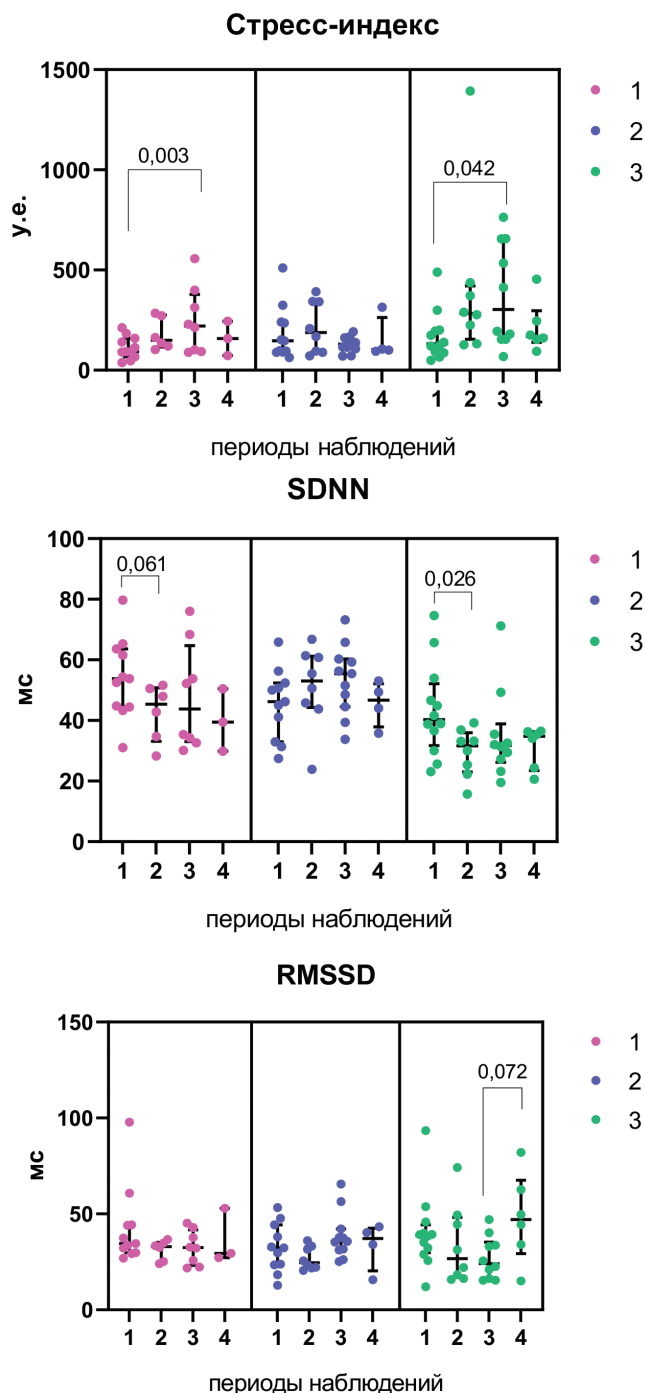 Стресс-индекс
1500
1000
500
0
у.е.
0,003
0,042
1
2
3
1 2 3 4 1 2 3 4 1 2 3 4
периоды наблюдений
SDNN
100
80
60
40
20
0
мс
0,061
0,026
1
2
3
1 2 3 4 1 2 3 4 1 2 3 4
периоды наблюдений
RMSSD
150
100
50
0
мс
0,072
1
2
3
1 2 3 4 1 2 3 4 1 2 3 4
периоды наблюдений